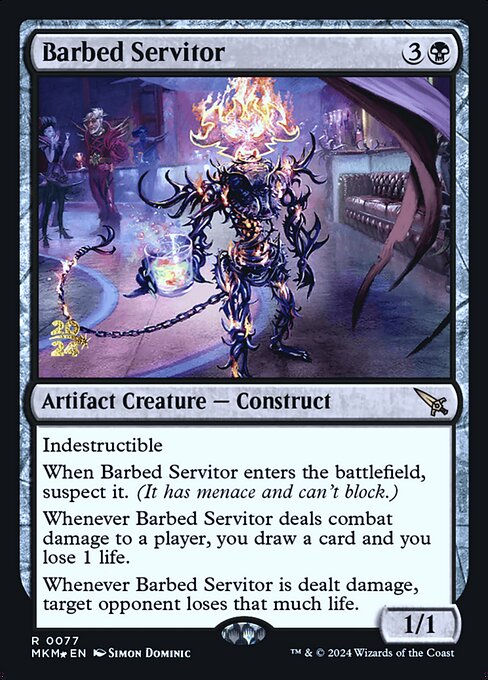 Barbed Servitor 3
2024
Artifact Creature — Construct
Indestructible
When Barbed Servitor enters the battlefield,
suspect it. (It has menace and can't block.)
Whenever Barbed Servitor deals combat
damage to a player, you draw a card and you
lose 1 life.
Whenever Barbed Servitor is dealt damage,
target opponent loses that much life.
1/1
R 0077
MKM★EN Simon Dominic
™ & © 2024 Wizards of the Coast